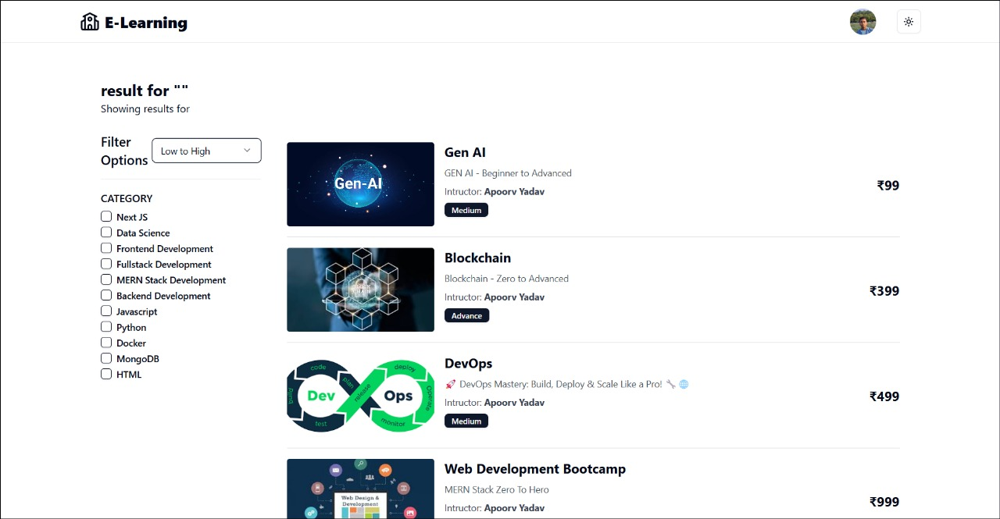 E-Learning
result for ""
Showing results for
Filter
Options
Low to High
CATEGORY
Next JS
Data Science
Frontend Development
Fullstack Development
MERN Stack Development
Backend Development
Javascript
Python
Docker
MongoDB
HTML
Gen-AI
Gen AI
GEN AI - Beginner to Advanced
Intructor: Apoorv Yadav
Medium
₹99
BLOCK
CHAIN
Blockchain
Blockchain - Zero to Advanced
Intructor: Apoorv Yadav
Advance
₹399
code
plan
build
test
release
deploy
Operate
monitor
Dev
Ops
DevOps
🚀 DevOps Mastery: Build, Deploy & Scale Like a Pro! 🔧 🌐
Intructor: Apoorv Yadav
Medium
₹499
Web Design &
Development
Web Development Bootcamp
MERN Stack Zero To Hero
Intructor: Apoorv Yadav
₹999